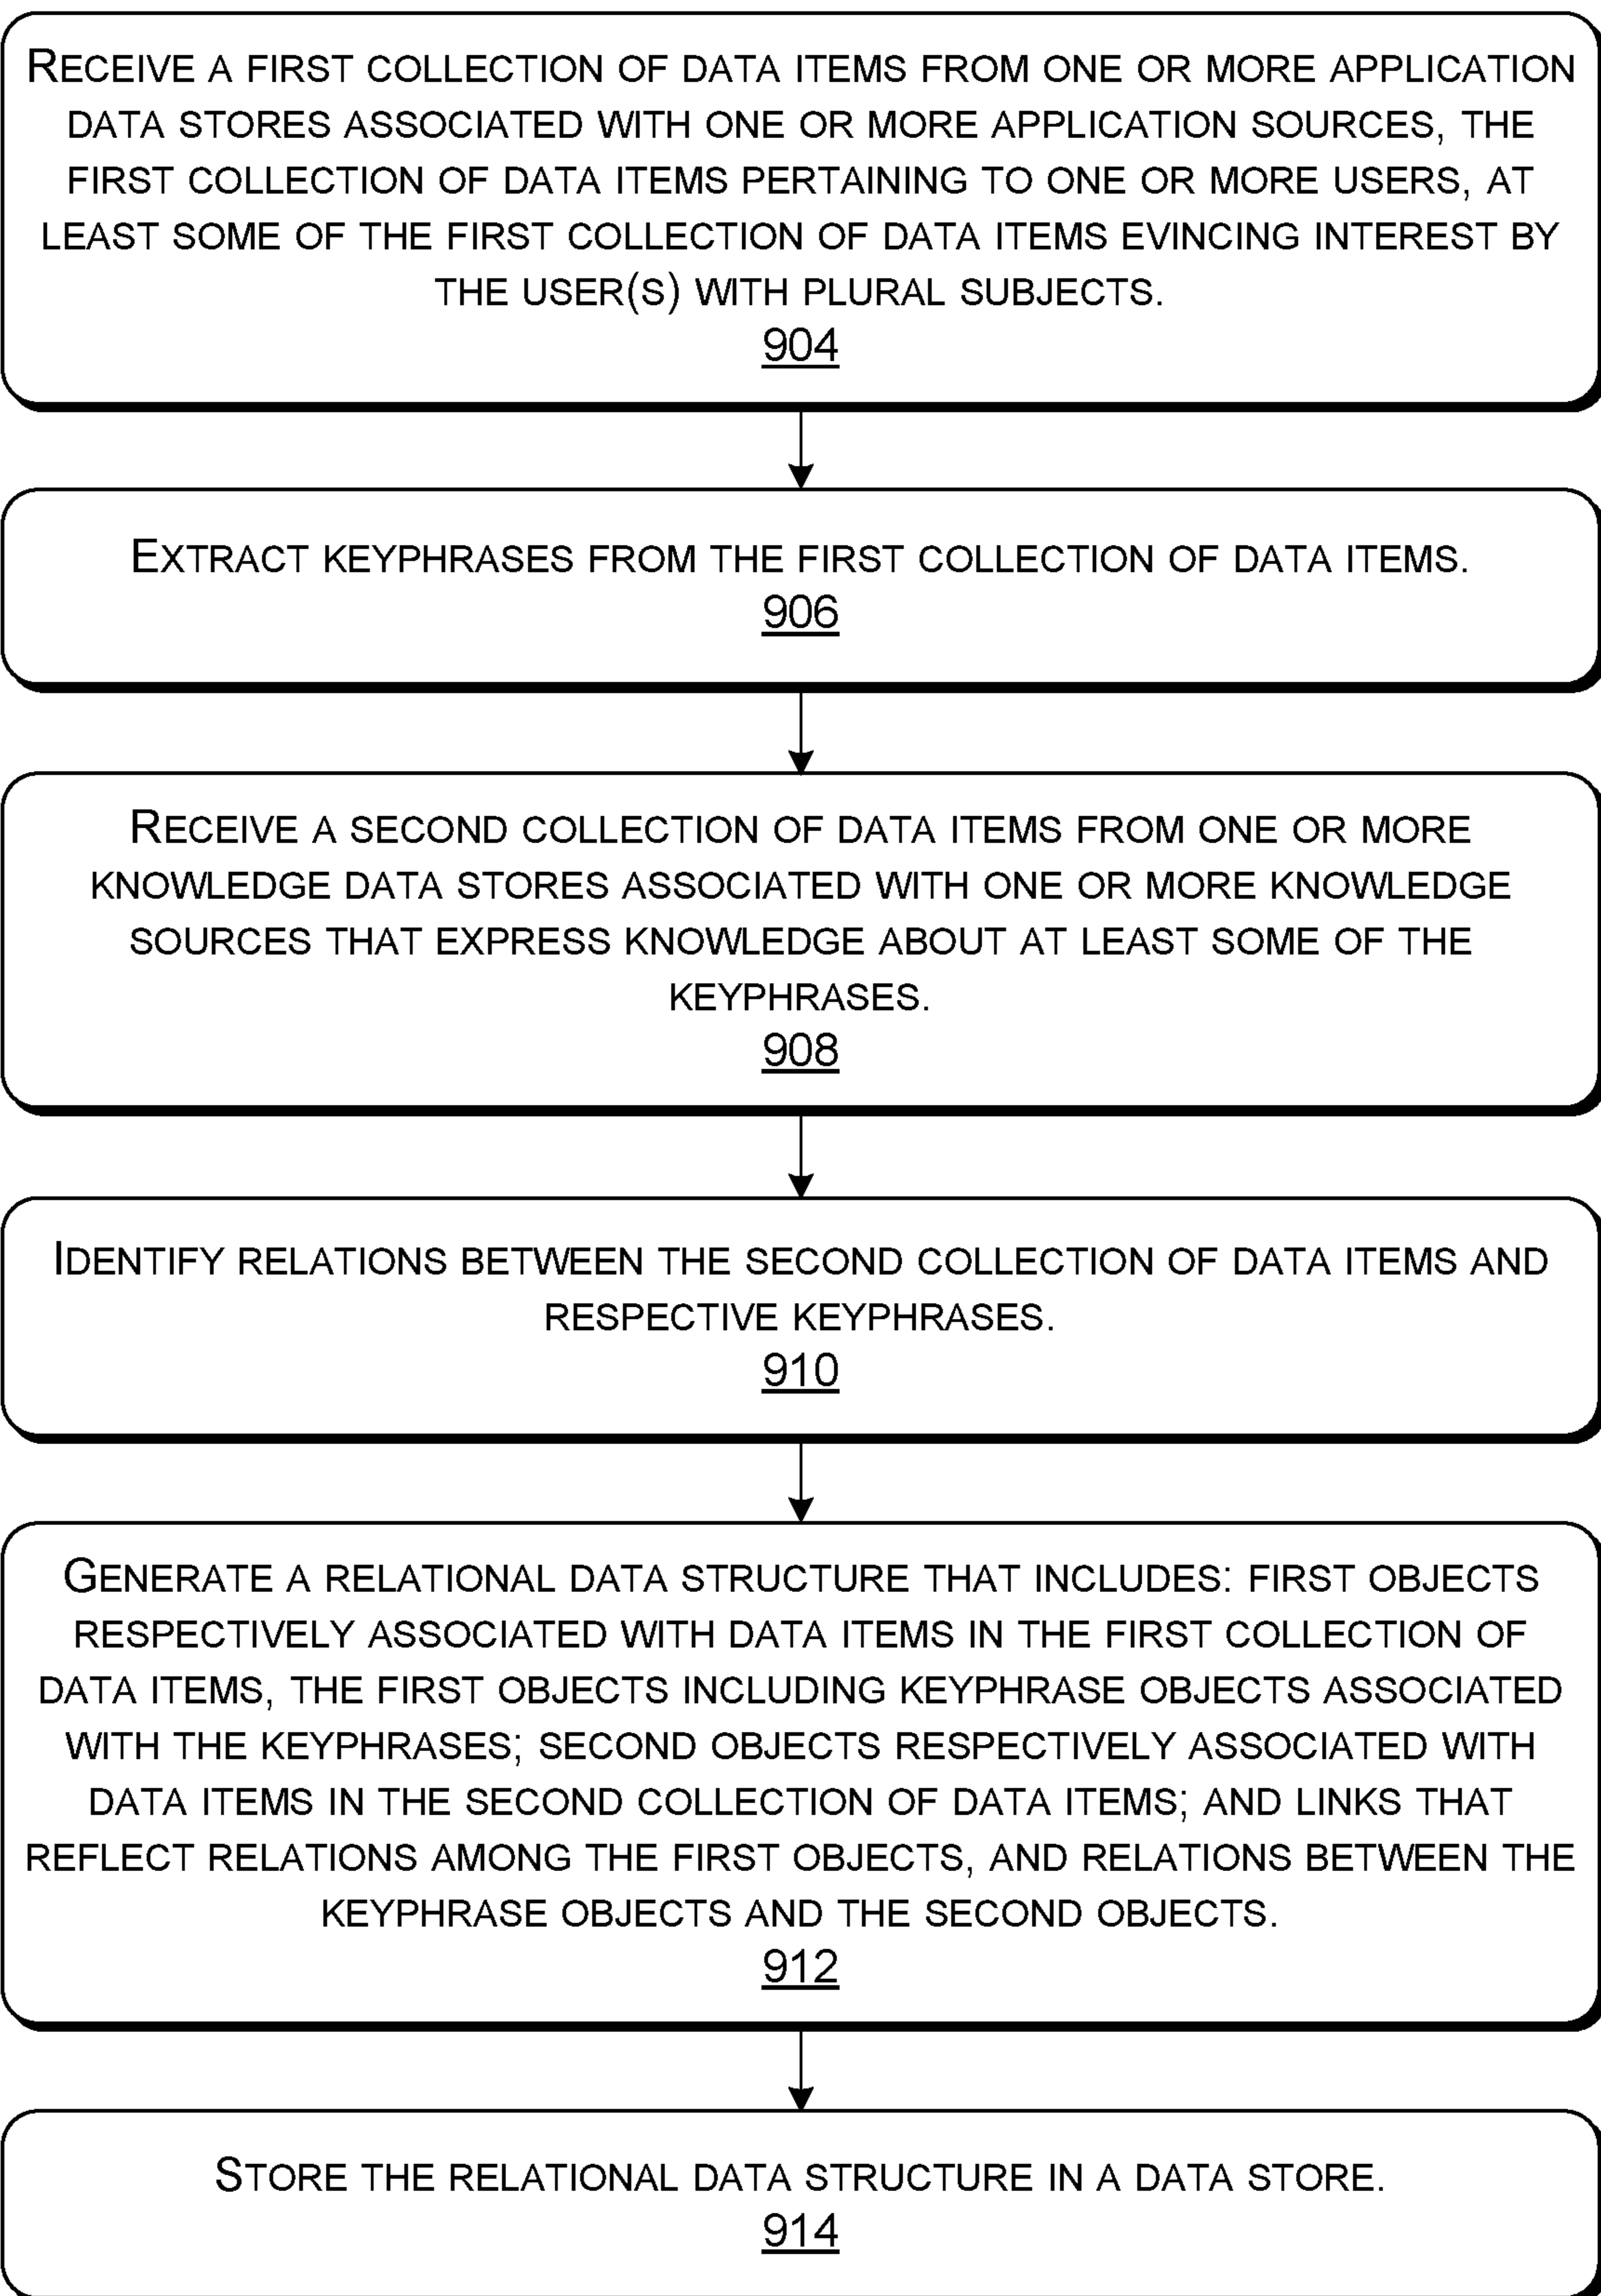 RECEIVE A FIRST COLLECTION OF DATA ITEMS FROM ONE OR MORE APPLICATION
DATA STORES ASSOCIATED WITH ONE OR MORE APPLICATION SOURCES, THE
FIRST COLLECTION OF DATA ITEMS PERTAINING TO ONE OR MORE USERS, AT
LEAST SOME OF THE FIRST COLLECTION OF DATA ITEMS EVINCING INTEREST BY
THE USER(S) WITH PLURAL SUBJECTS.
904
EXTRACT KEYPHRASES FROM THE FIRST COLLECTION OF DATA ITEMS.
906
RECEIVE A SECOND COLLECTION OF DATA ITEMS FROM ONE OR MORE
KNOWLEDGE DATA STORES ASSOCIATED WITH ONE OR MORE KNOWLEDGE
SOURCES THAT EXPRESS KNOWLEDGE ABOUT AT LEAST SOME OF THE
KEYPHRASES.
908
IDENTIFY RELATIONS BETWEEN THE SECOND COLLECTION OF DATA ITEMS AND
RESPECTIVE KEYPHRASES.
910
GENERATE A RELATIONAL DATA STRUCTURE THAT INCLUDES: FIRST OBJECTS
RESPECTIVELY ASSOCIATED WITH DATA ITEMS IN THE FIRST COLLECTION OF
DATA ITEMS, THE FIRST OBJECTS INCLUDING KEYPHRASE OBJECTS ASSOCIATED
WITH THE KEYPHRASES; SECOND OBJECTS RESPECTIVELY ASSOCIATED WITH
DATA ITEMS IN THE SECOND COLLECTION OF DATA ITEMS; AND LINKS THAT
REFLECT RELATIONS AMONG THE FIRST OBJECTS, AND RELATIONS BETWEEN THE
KEYPHRASE OBJECTS AND THE SECOND OBJECTS.
912
STORE THE RELATIONAL DATA STRUCTURE IN A DATA STORE.
914